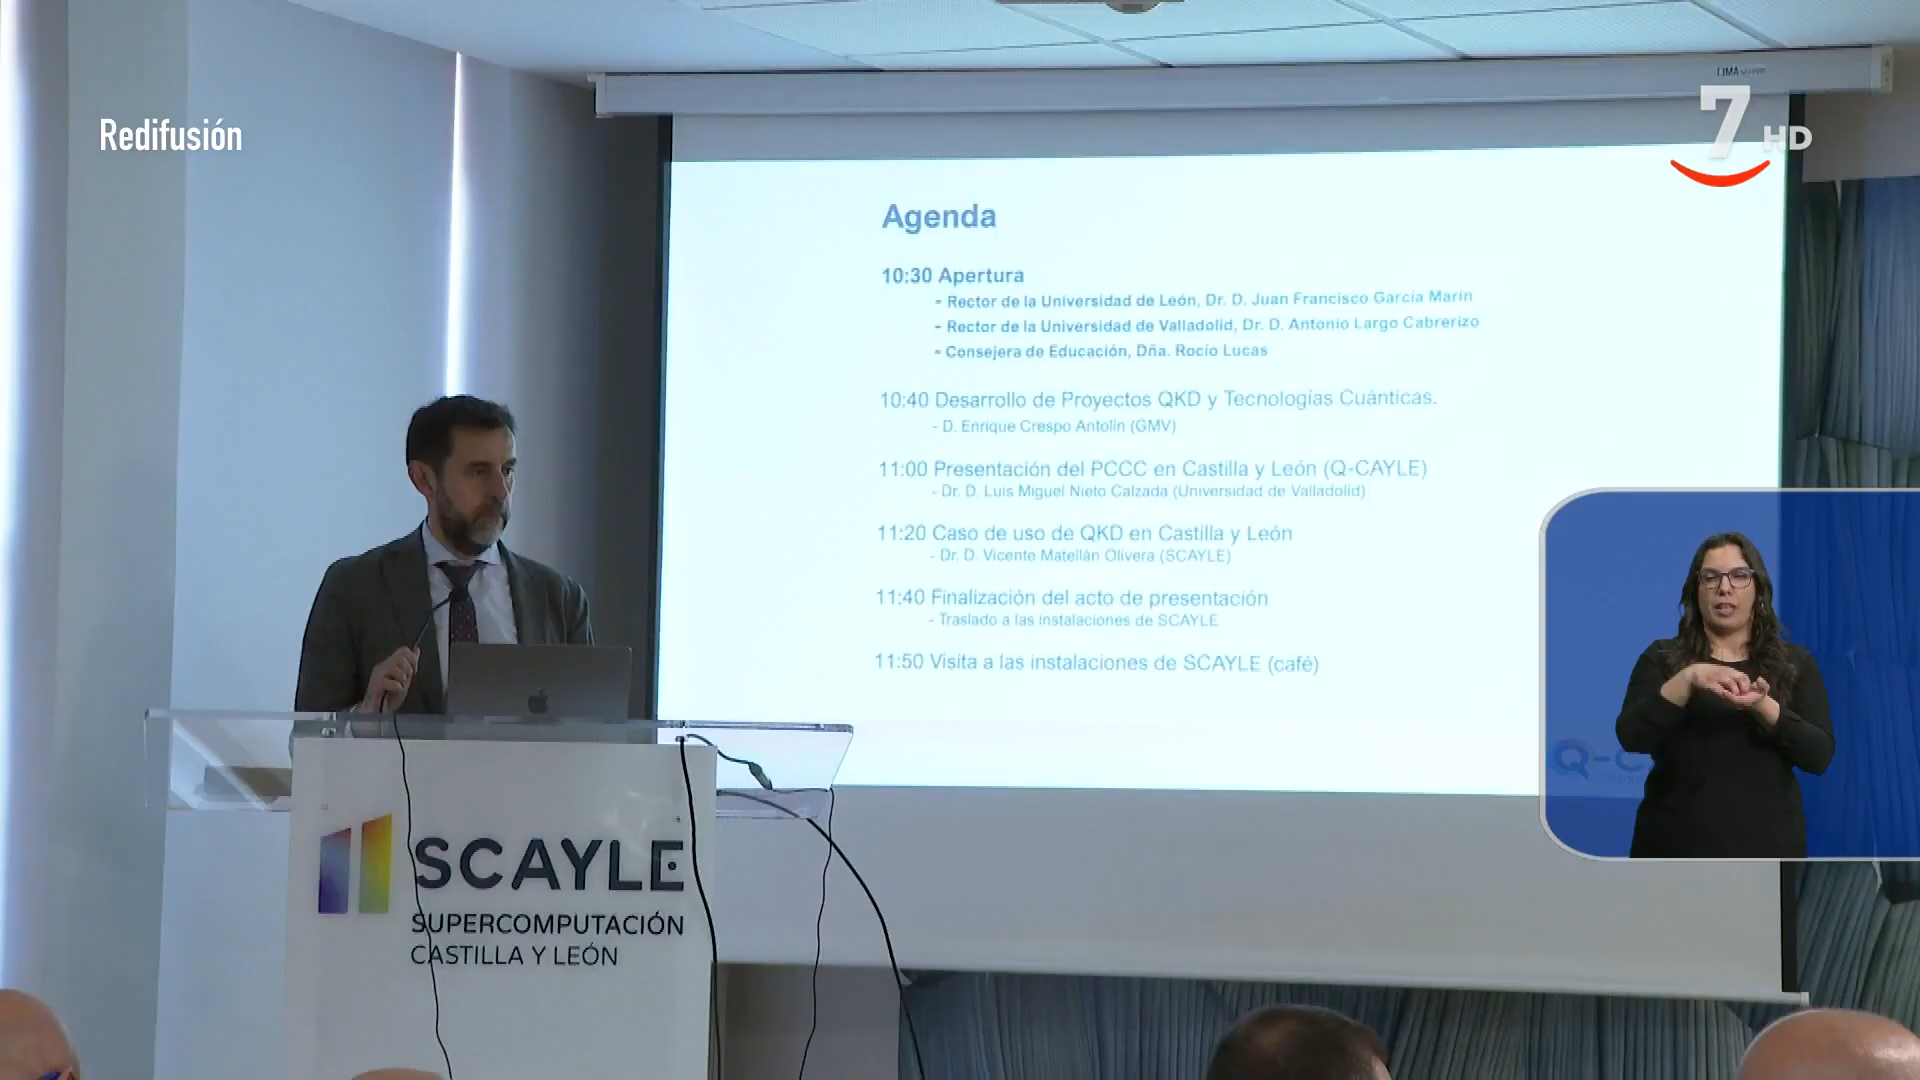 Redifusión
LIMA
7 HD
Agenda
10:30 Apertura
- Rector de la Universidad de León, Dr. D. Juan Francisco García Marín
- Rector de la Universidad de Valladolid, Dr. D. Antonio Largo Cabrerizo
- Consejera de Educación, Dña. Rocío Lucas
10:40 Desarrollo de Proyectos QKD y Tecnologías Cuánticas.
- D. Enrique Crespo Antolín (GMV)
11:00 Presentación del PCCC en Castilla y León (Q-CAYLE)
- Dr. D. Luis Miguel Nieto Calzada (Universidad de Valladolid)
11:20 Caso de uso de QKD en Castilla y León
- Dr. D. Vicente Matellán Olivera (SCAYLE)
11:40 Finalización del acto de presentación
- Traslado a las instalaciones de SCAYLE
11:50 Visita a las instalaciones de SCAYLE (café)
Q-C
SCAYLE
SUPERCOMPUTACIÓN
CASTILLA Y LEÓN